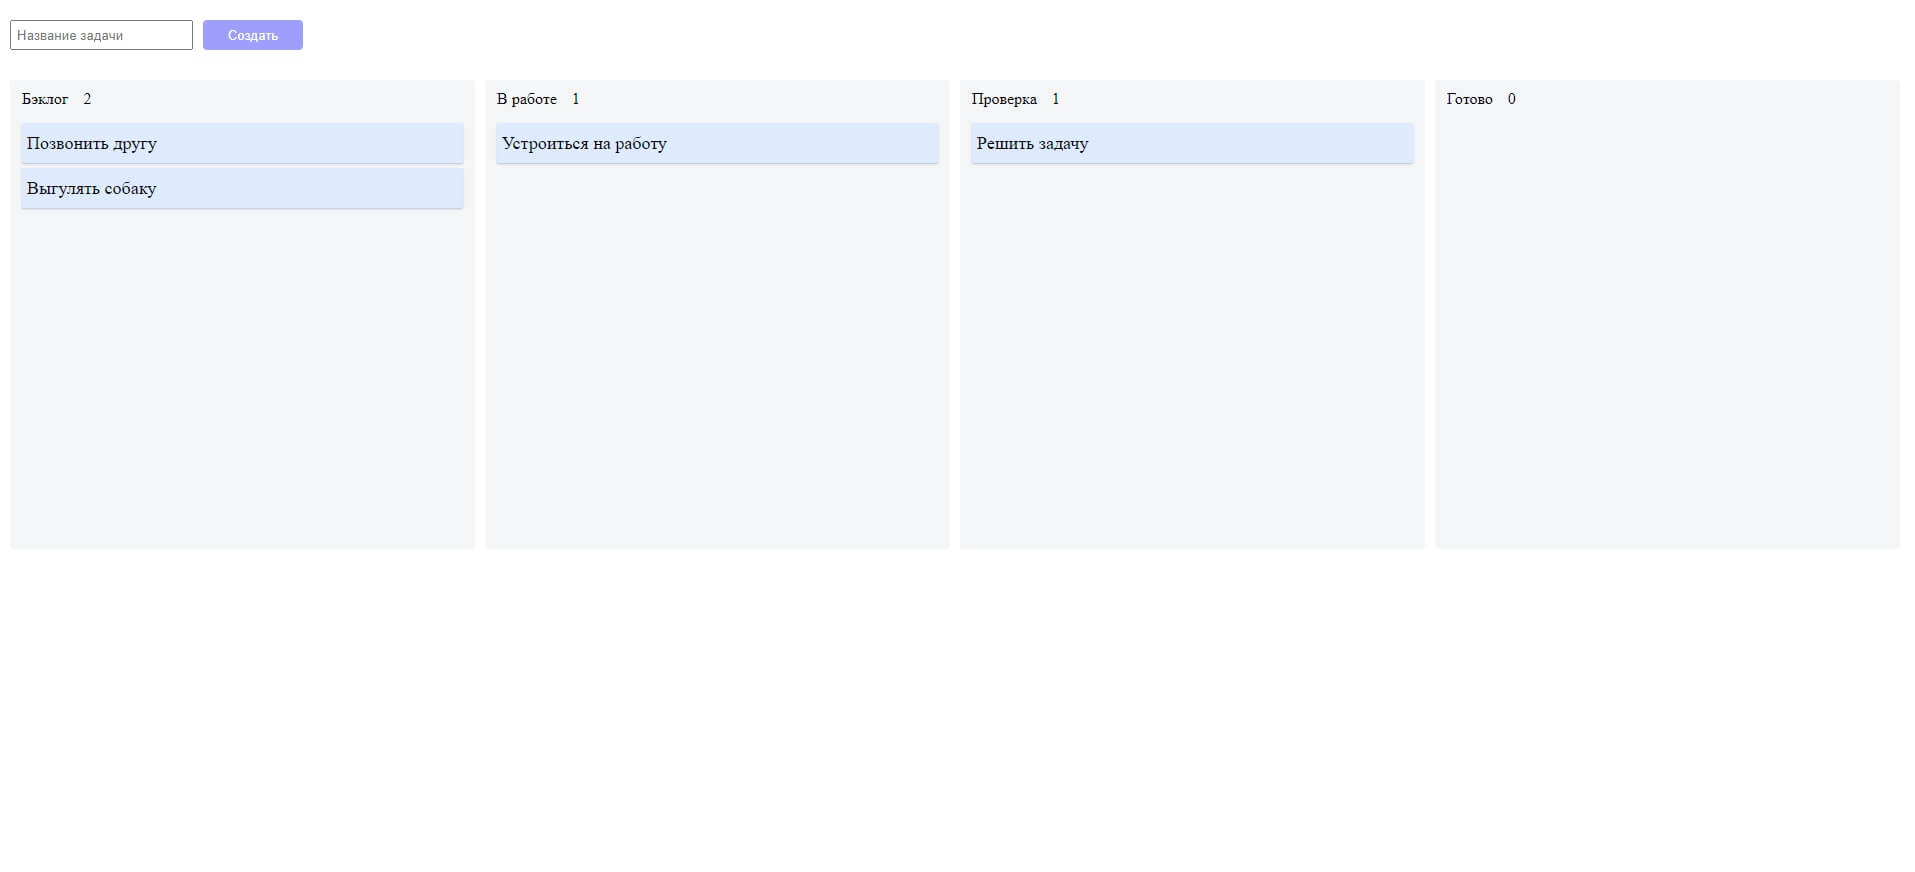 Название задачи Создать
Бэклог 2
Позвонить другу
Выгулять собаку
В работе 1
Устроиться на работу
Проверка 1
Решить задачу
Готово 0